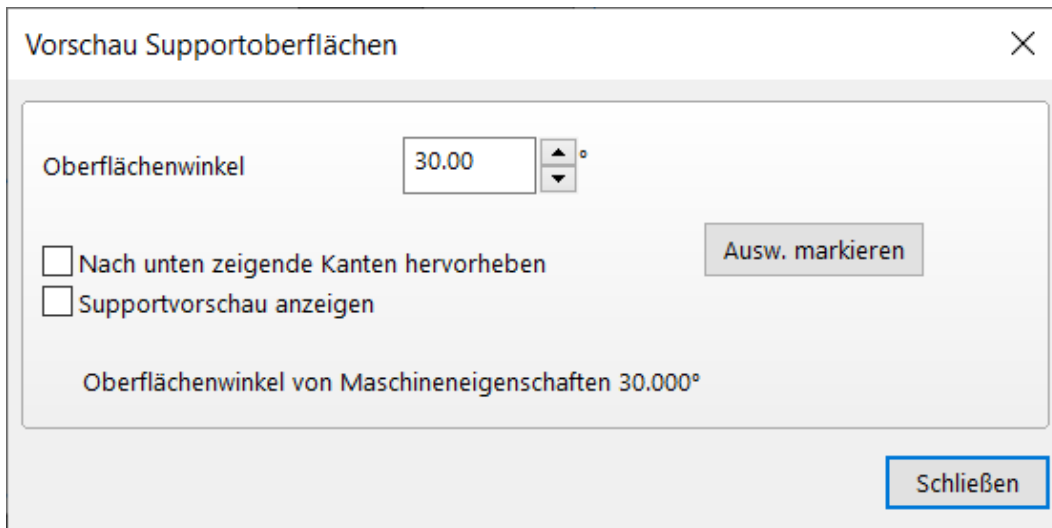 Vorschau Supportoberflächen
Oberflächenwinkel 30.00 °
Nach unten zeigende Kanten hervorheben
Ausw. markieren
Supportvorschau anzeigen
Oberflächenwinkel von Maschineneigenschaften 30.000°
Schließen